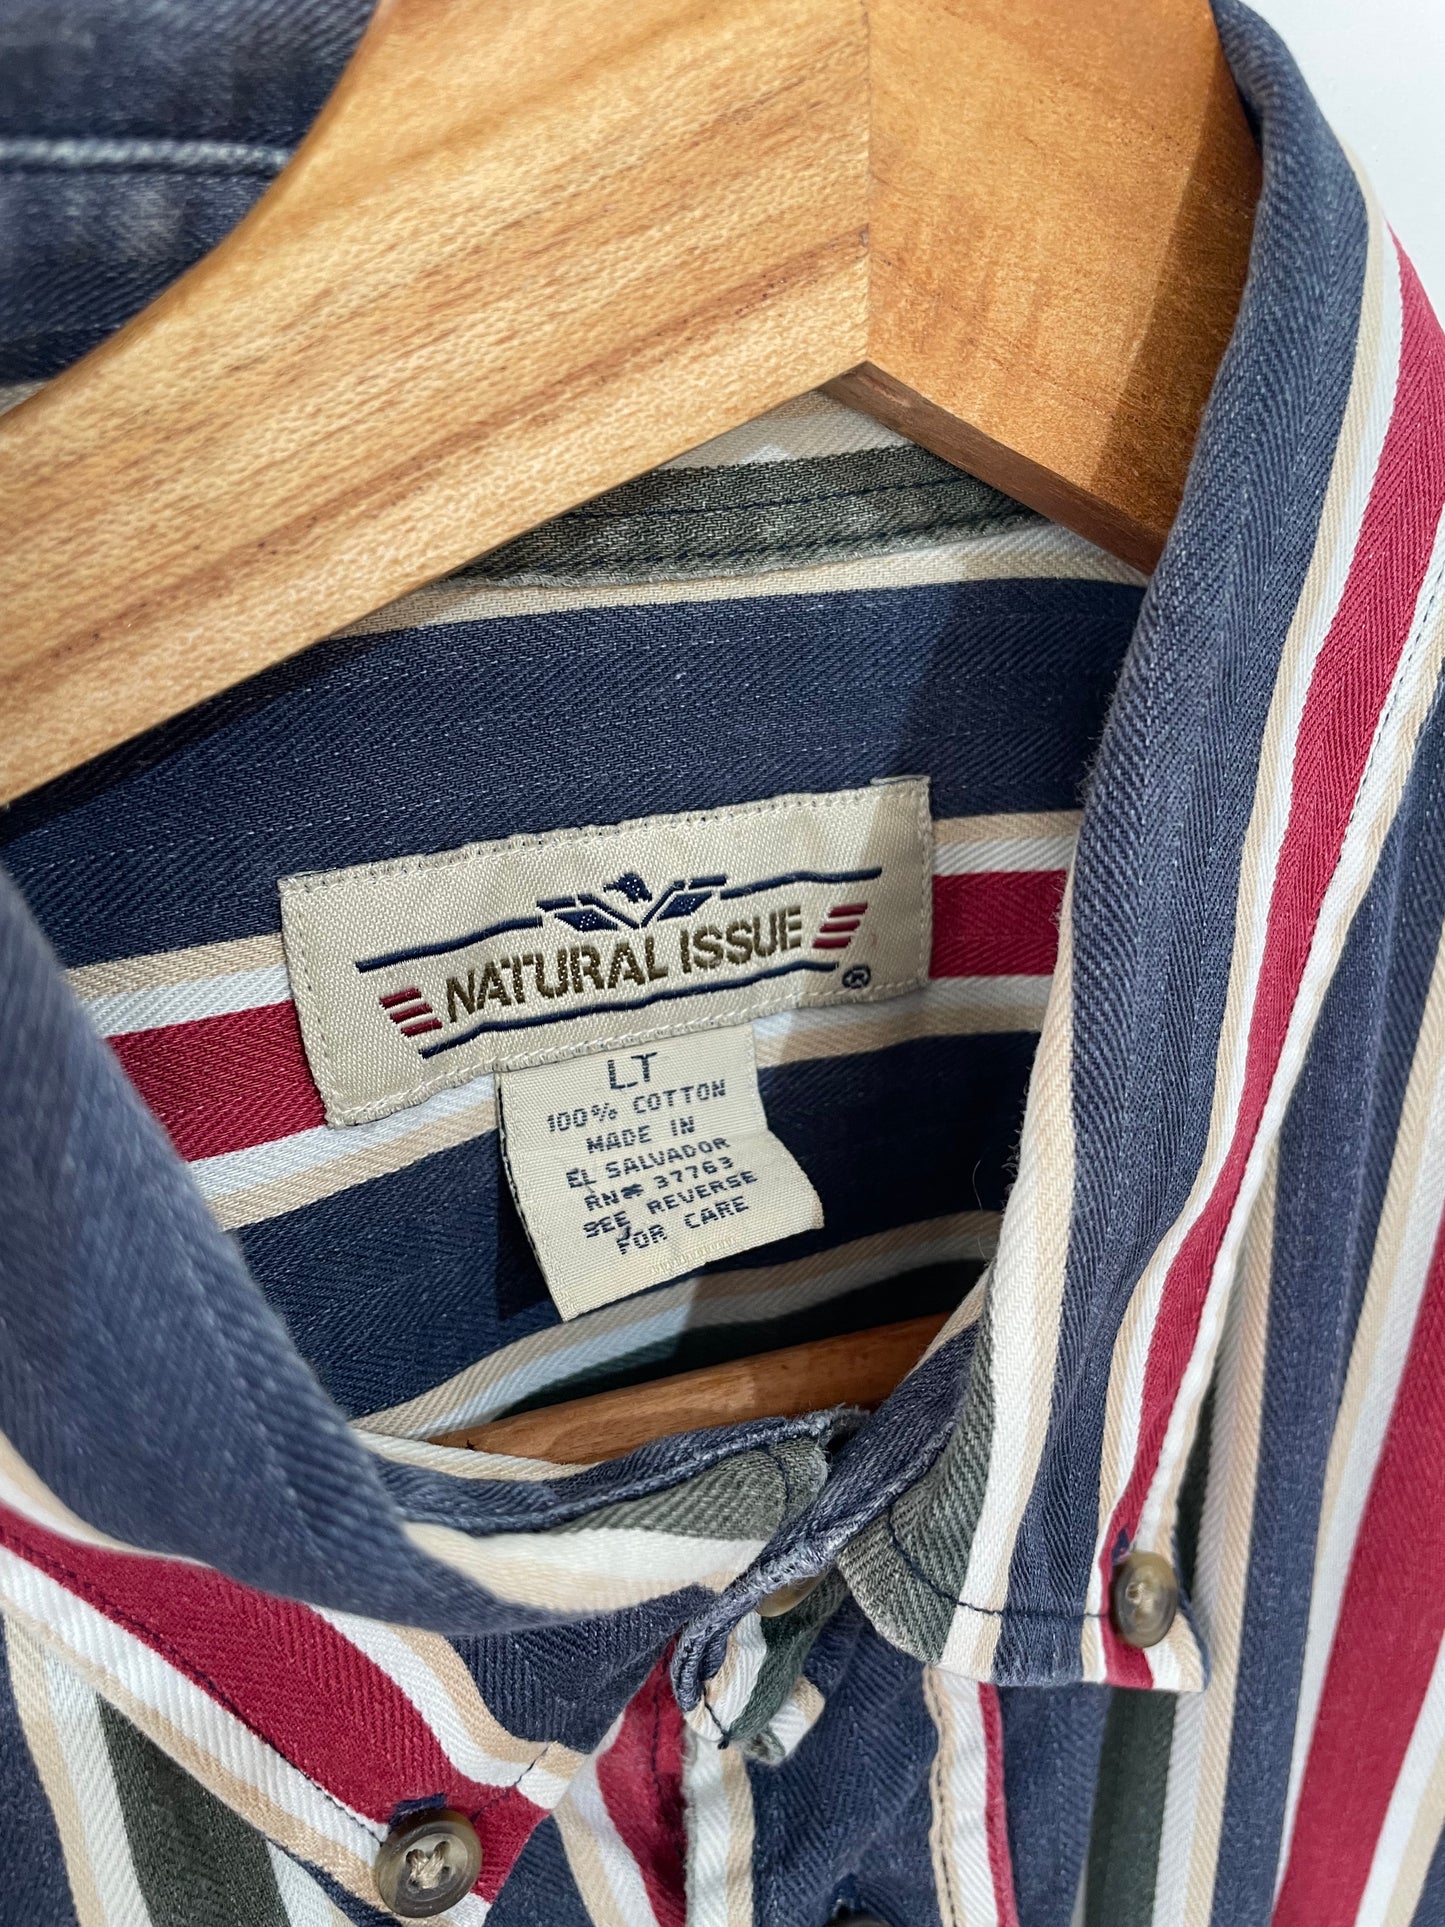 NATURAL ISSUE
®
LT
100% COTTON
MADE IN
EL SALVADOR
RN# 37763
SEE REVERSE
FOR CARE